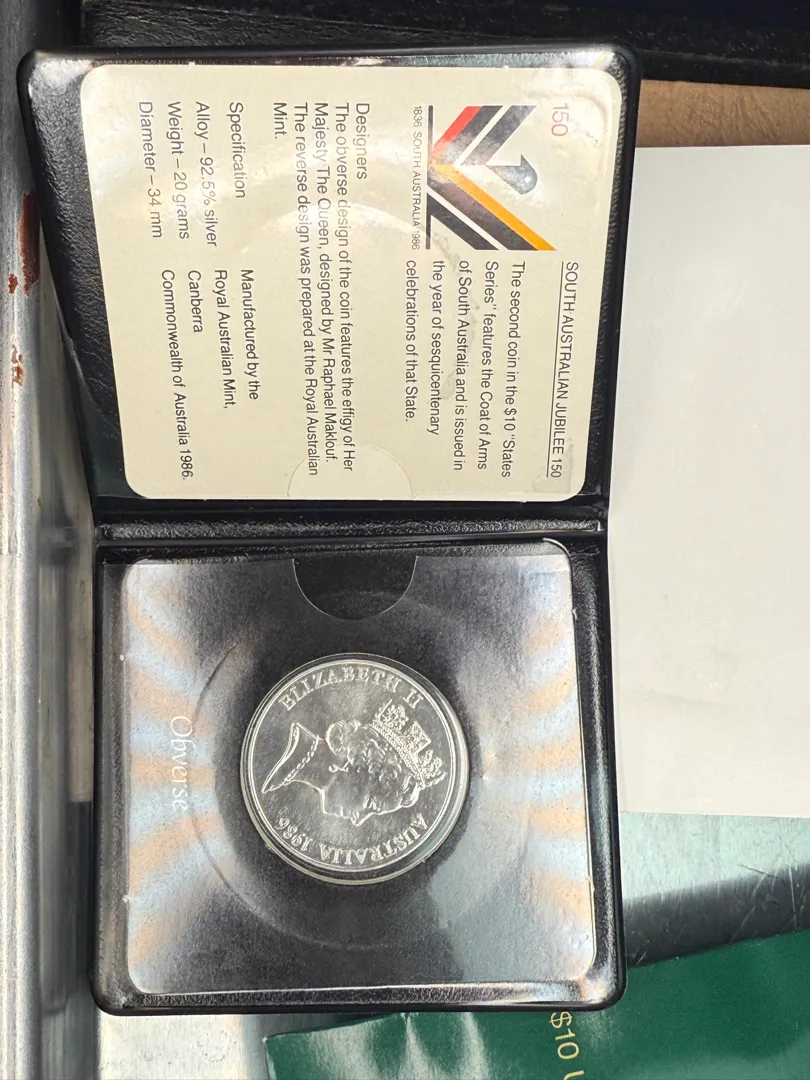 150
1836 SOUTH AUSTRALIA 1986
SOUTH AUSTRALIAN JUBILEE 150
The second coin in the $10 "States
Series" features the Coat of Arms
of South Australia and is issued in
the year of sesquicentenary
celebrations of that State.
Designers
The obverse design of the coin features the effigy of Her
Majesty The Queen, designed by Mr Raphael Maklouf.
The reverse design was prepared at the Royal Australian
Mint.
Specification
Alloy – 92.5% silver
Weight – 20 grams
Diameter – 34 mm
Manufactured by the
Royal Australian Mint,
Canberra
Commonwealth of Australia 1986.
ELIZABETH II
AUSTRALIA 1986
Obverse
$10